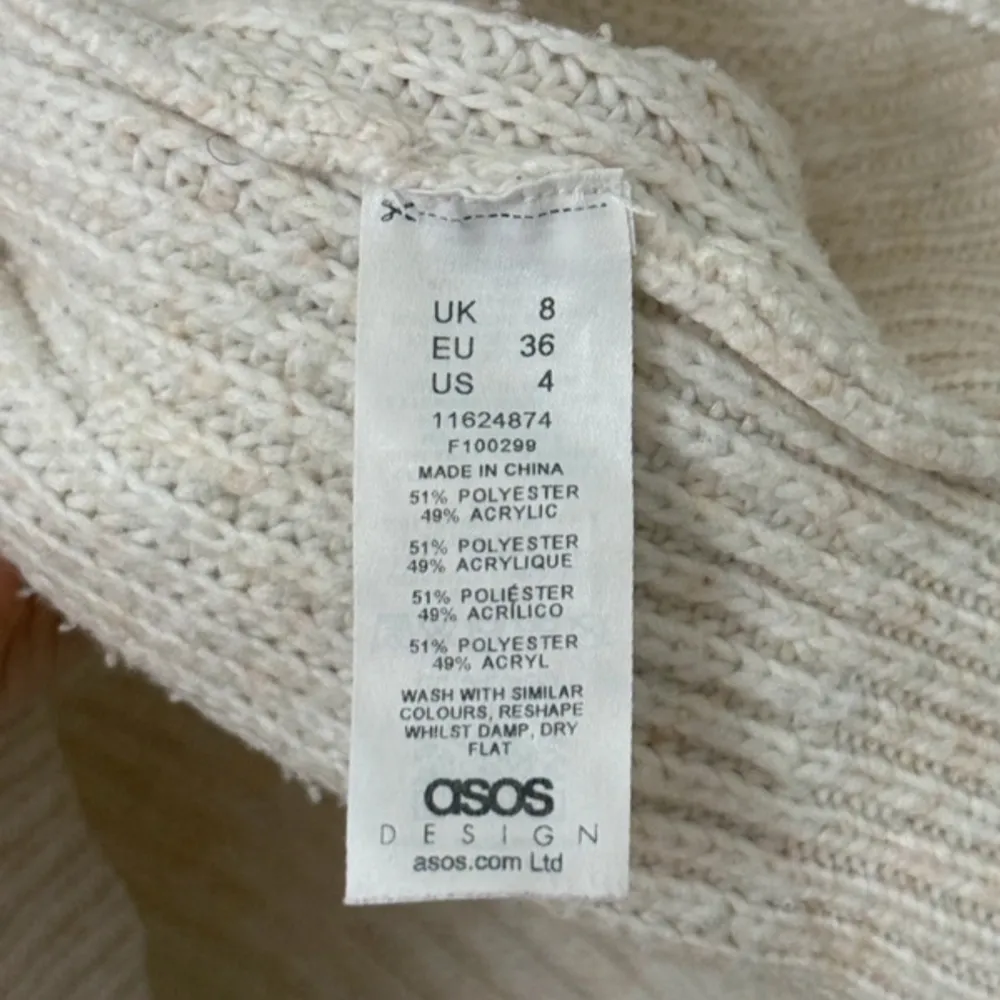 UK 8
EU 36
US 4
11624874
F100299
MADE IN CHINA
51% POLYESTER
49% ACRYLIC
51% POLYESTER
49% ACRYLIQUE
51% POLIÉSTER
49% ACRÍLICO
51% POLYESTER
49% ACRYL
WASH WITH SIMILAR
COLOURS, RESHAPE
WHILST DAMP, DRY
FLAT
asos
DESIGN
asos.com Ltd